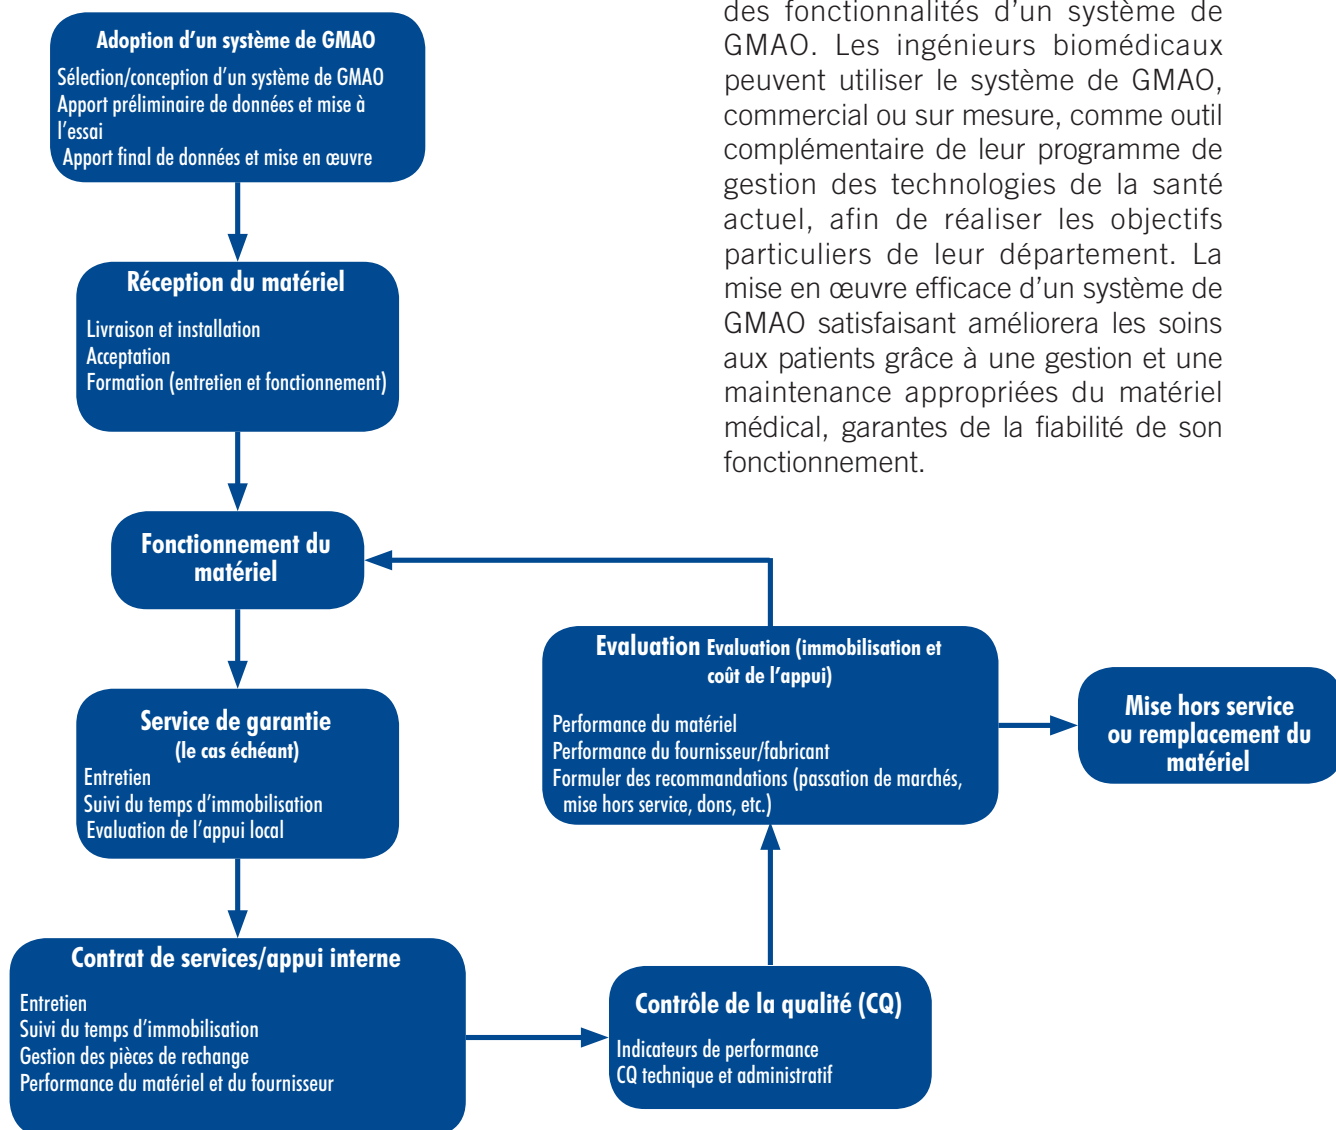 Adoption d’un système de GMAO
Sélection/conception d’un système de GMAO
Apport préliminaire de données et mise à
l’essai
Apport final de données et mise en œuvre
Réception du matériel
Livraison et installation
Acceptation
Formation (entretien et fonctionnement)
Fonctionnement du
matériel
Service de garantie
(le cas échéant)
Entretien
Suivi du temps d’immobilisation
Evaluation de l’appui local
Contrat de services/appui interne
Entretien
Suivi du temps d’immobilisation
Gestion des pièces de rechange
Performance du matériel et du fournisseur
Contrôle de la qualité (CQ)
Indicateurs de performance
CQ technique et administratif
Evaluation Evaluation (immobilisation et
coût de l’appui)
Performance du matériel
Performance du fournisseur/fabricant
Formuler des recommandations (passation de marchés,
mise hors service, dons, etc.)
Mise hors service
ou remplacement du
matériel
des fonctionnalités d’un système de
GMAO. Les ingénieurs biomédicaux
peuvent utiliser le système de GMAO,
commercial ou sur mesure, comme outil
complémentaire de leur programme de
gestion des technologies de la santé
actuel, afin de réaliser les objectifs
particuliers de leur département. La
mise en œuvre efficace d’un système de
GMAO satisfaisant améliorera les soins
aux patients grâce à une gestion et une
maintenance appropriées du matériel
médical, garantes de la fiabilité de son
fonctionnement.